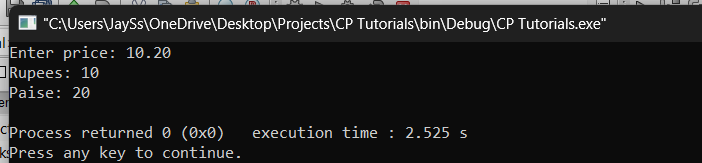 "C:\Users\JaySs\OneDrive\Desktop\Projects\CP Tutorials\bin\Debug\CP Tutorials.exe"
Enter price: 10.20
Rupees: 10
Paise: 20

Process returned 0 (0x0)   execution time : 2.525 s
Press any key to continue.